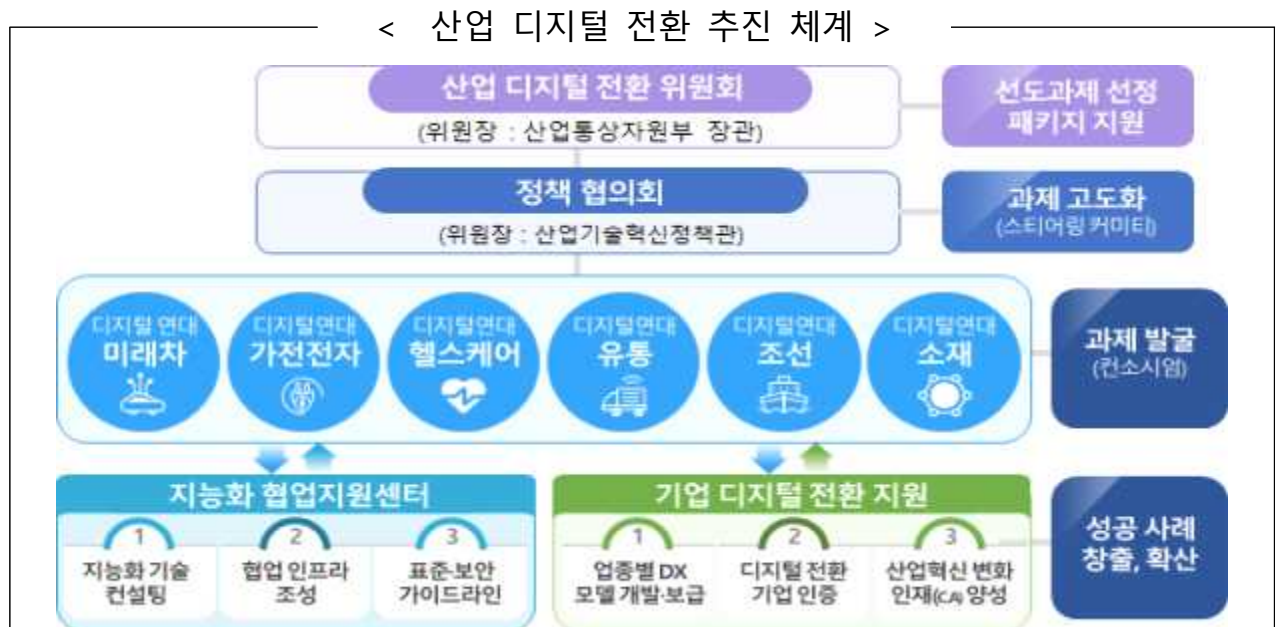 < 산업 디지털 전환 추진 체계 >
산업 디지털 전환 위원회
(위원장 : 산업통상자원부 장관)
선도과제 선정
패키지 지원
정책 협의회
(위원장 : 산업기술혁신정책관)
과제 고도화
(스티어링 커미티)
디지털 연대
미래차
디지털연대
가전전자
디지털연대
헬스케어
디지털연대
유통
디지털연대
조선
디지털연대
소재
과제 발굴
(컨소시엄)
지능화 협업지원센터
1
지능화 기술
컨설팅
2
협업 인프라
조성
3
표준·보안
가이드라인
기업 디지털 전환 지원
1
업종별 DX
모델 개발·보급
2
디지털 전환
기업 인증
3
산업혁신 변화
인재(CA) 양성
성공 사례
창출, 확산